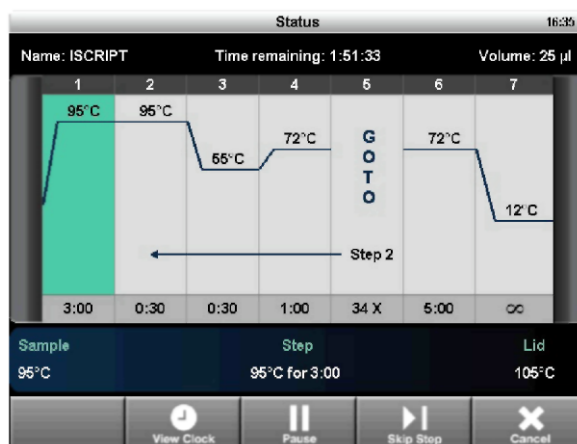 Status 16:35
Name: ISCRIPT Time remaining: 1:51:33 Volume: 25 µl
1 2 3 4 5 6 7
95°C 95°C 55°C 72°C GOTO 72°C 12°C
Step 2
3:00 0:30 0:30 1:00 34 X 5:00 ∞
Sample Step Lid
95°C 95°C for 3:00 105°C
View Clock Pause Skip Stop Cancel